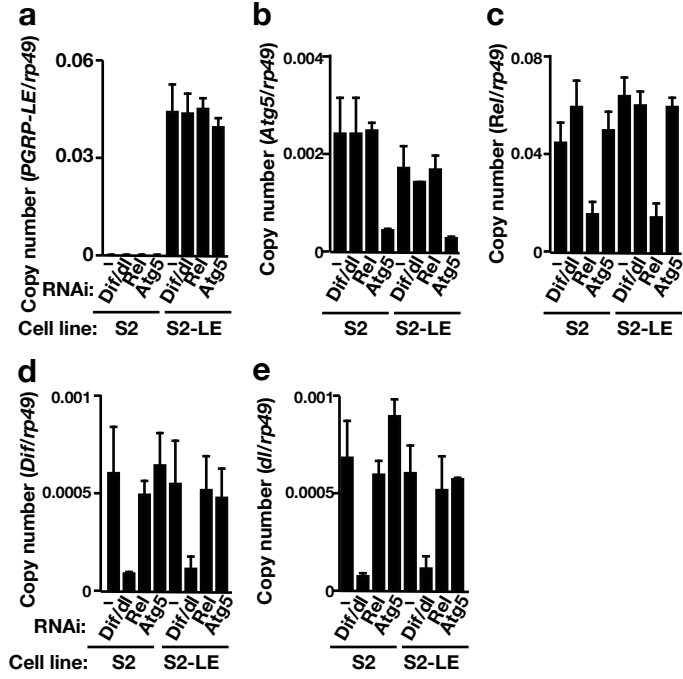 a
Copy number (PGRP-LE/rp49)
0.06
0.03
0
RNAi:
–
Dif/dl
Rel
Atg5
–
Dif/dl
Rel
Atg5
Cell line:
S2
S2-LE
b
Copy number (Atg5/rp49)
0.004
0.002
0
–
Dif/dl
Rel
Atg5
–
Dif/dl
Rel
Atg5
S2
S2-LE
c
Copy number (Rel/rp49)
0.08
0.04
0
–
Dif/dl
Rel
Atg5
–
Dif/dl
Rel
Atg5
S2
S2-LE
d
Copy number (Dif/rp49)
0.001
0.0005
0
RNAi:
–
Dif/dl
Rel
Atg5
–
Dif/dl
Rel
Atg5
Cell line:
S2
S2-LE
e
Copy number (dl/rp49)
0.001
0.0005
0
–
Dif/dl
Rel
Atg5
–
Dif/dl
Rel
Atg5
S2
S2-LE